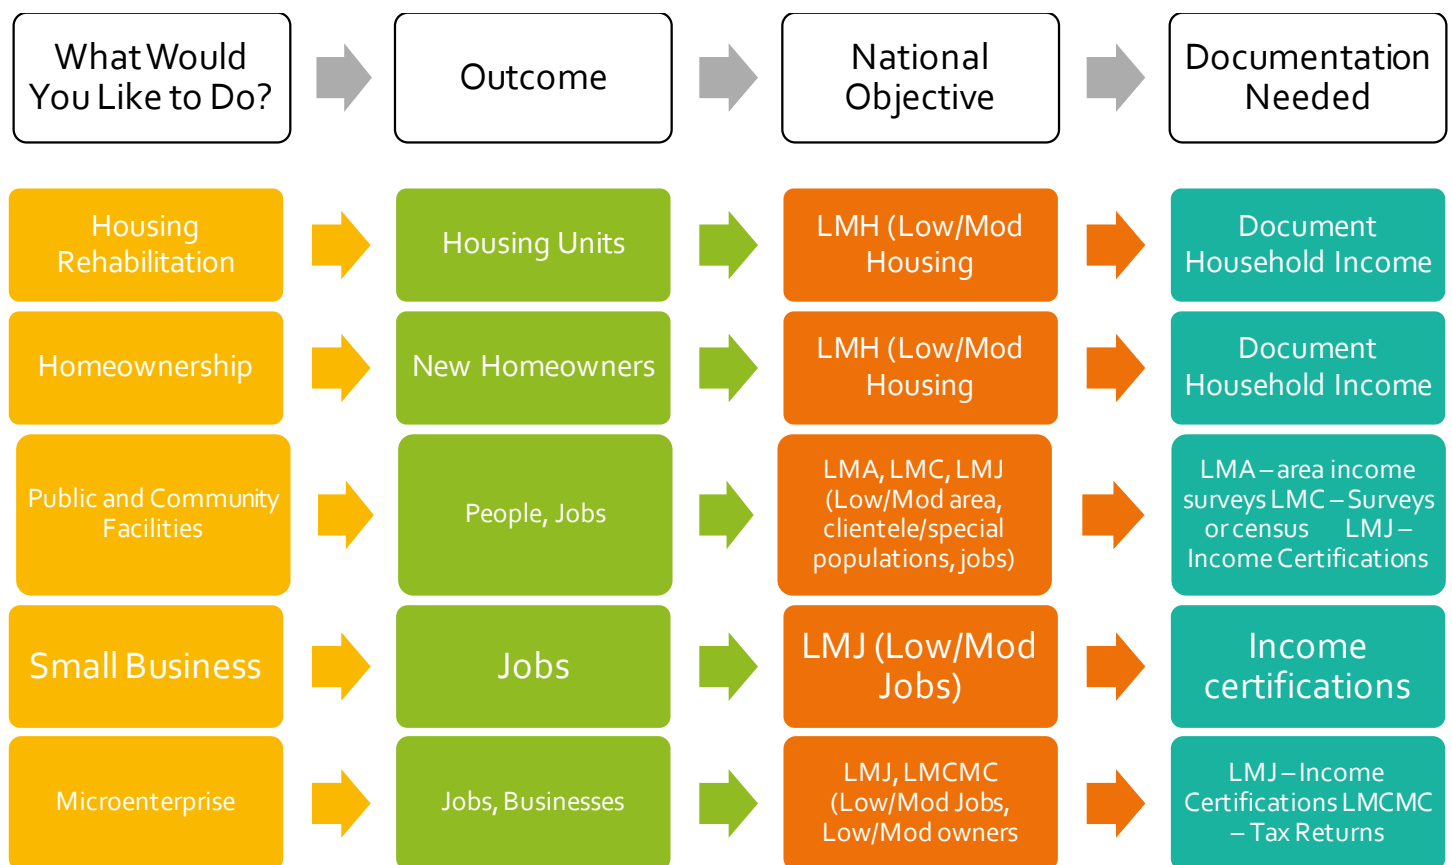 What Would
You Like to Do?
Outcome
National
Objective
Documentation
Needed
Housing
Rehabilitation
Housing Units
LMH (Low/Mod
Housing
Document
Household Income
Homeownership
New Homeowners
LMH (Low/Mod
Housing
Document
Household Income
Public and Community
Facilities
People, Jobs
LMA, LMC, LMJ
(Low/Mod area,
clientele/special
populations, jobs)
LMA – area income
surveys LMC – Surveys
or census LMJ –
Income Certifications
Small Business
Jobs
LMJ (Low/Mod
Jobs)
Income
certifications
Microenterprise
Jobs, Businesses
LMJ, LMCMC
(Low/Mod Jobs,
Low/Mod owners
LMJ – Income
Certifications LMCMC
– Tax Returns